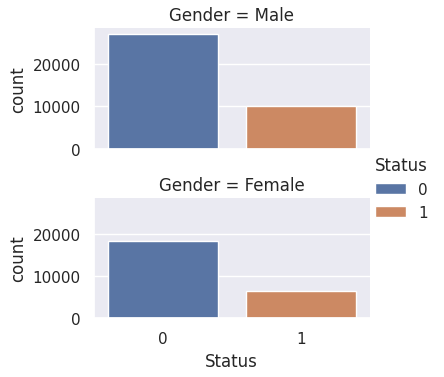 Gender = Male
20000
10000
0
count
Status
0
1
Gender = Female
20000
10000
0
count
0 1
Status